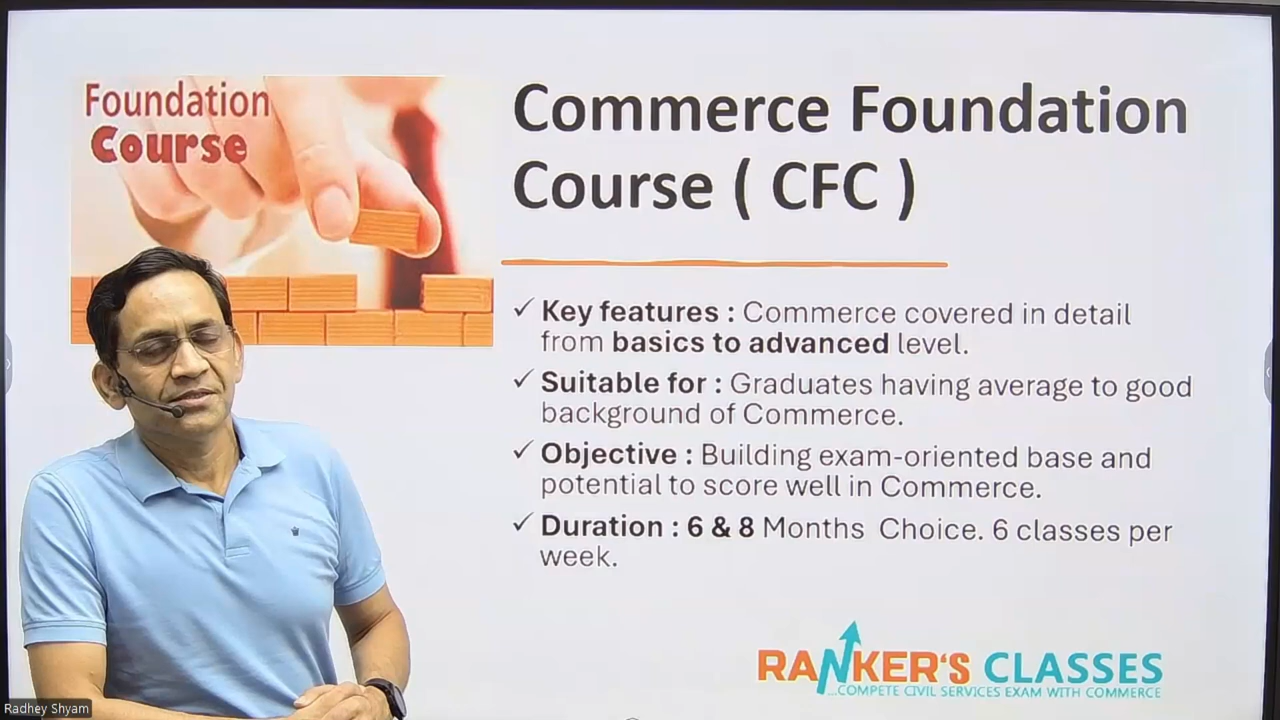 Foundation
Course
Commerce Foundation
Course ( CFC )
✓ Key features : Commerce covered in detail
from basics to advanced level.
✓ Suitable for : Graduates having average to good
background of Commerce.
✓ Objective : Building exam-oriented base and
potential to score well in Commerce.
✓ Duration : 6 & 8 Months Choice. 6 classes per
week.
RANKER'S CLASSES
...COMPETE CIVIL SERVICES EXAM WITH COMMERCE
Radhey Shyam